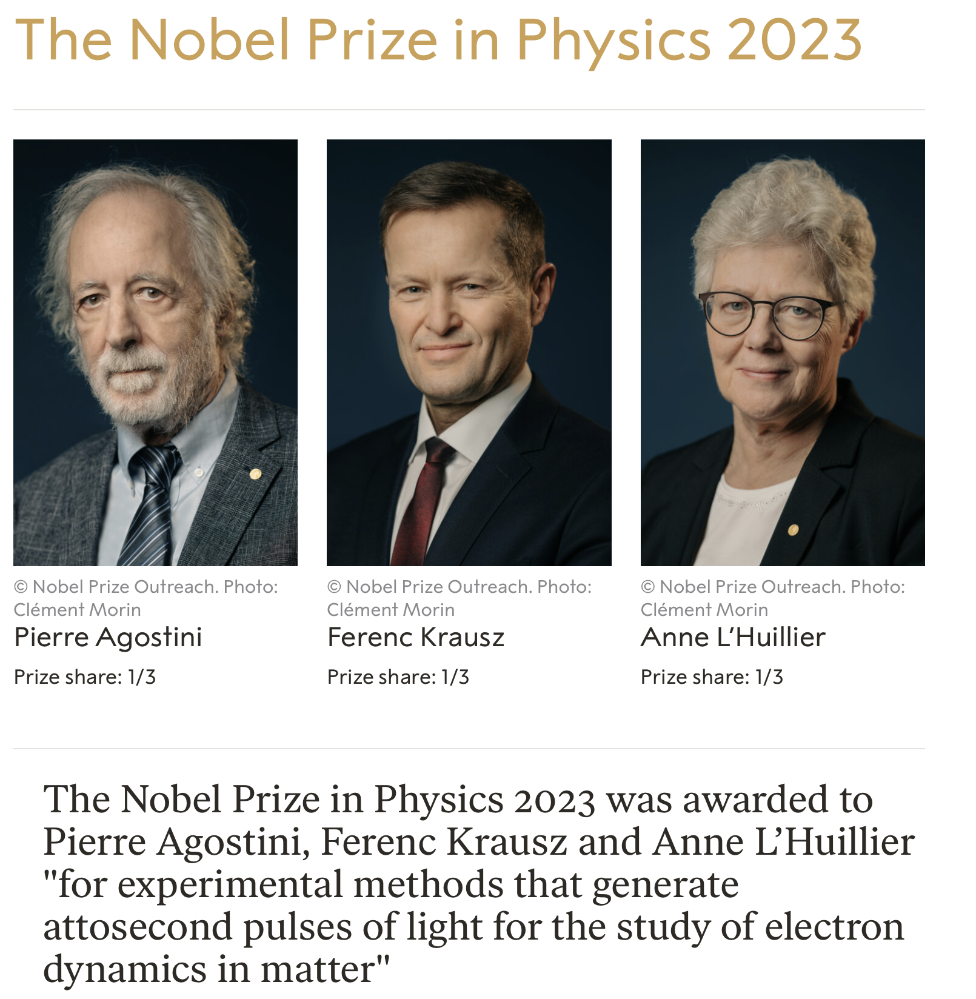 The Nobel Prize in Physics 2023
© Nobel Prize Outreach. Photo:
Clément Morin
Pierre Agostini
Prize share: 1/3
© Nobel Prize Outreach. Photo:
Clément Morin
Ferenc Krausz
Prize share: 1/3
© Nobel Prize Outreach. Photo:
Clément Morin
Anne L’Huillier
Prize share: 1/3
The Nobel Prize in Physics 2023 was awarded to
Pierre Agostini, Ferenc Krausz and Anne L’Huillier
"for experimental methods that generate
attosecond pulses of light for the study of electron
dynamics in matter"